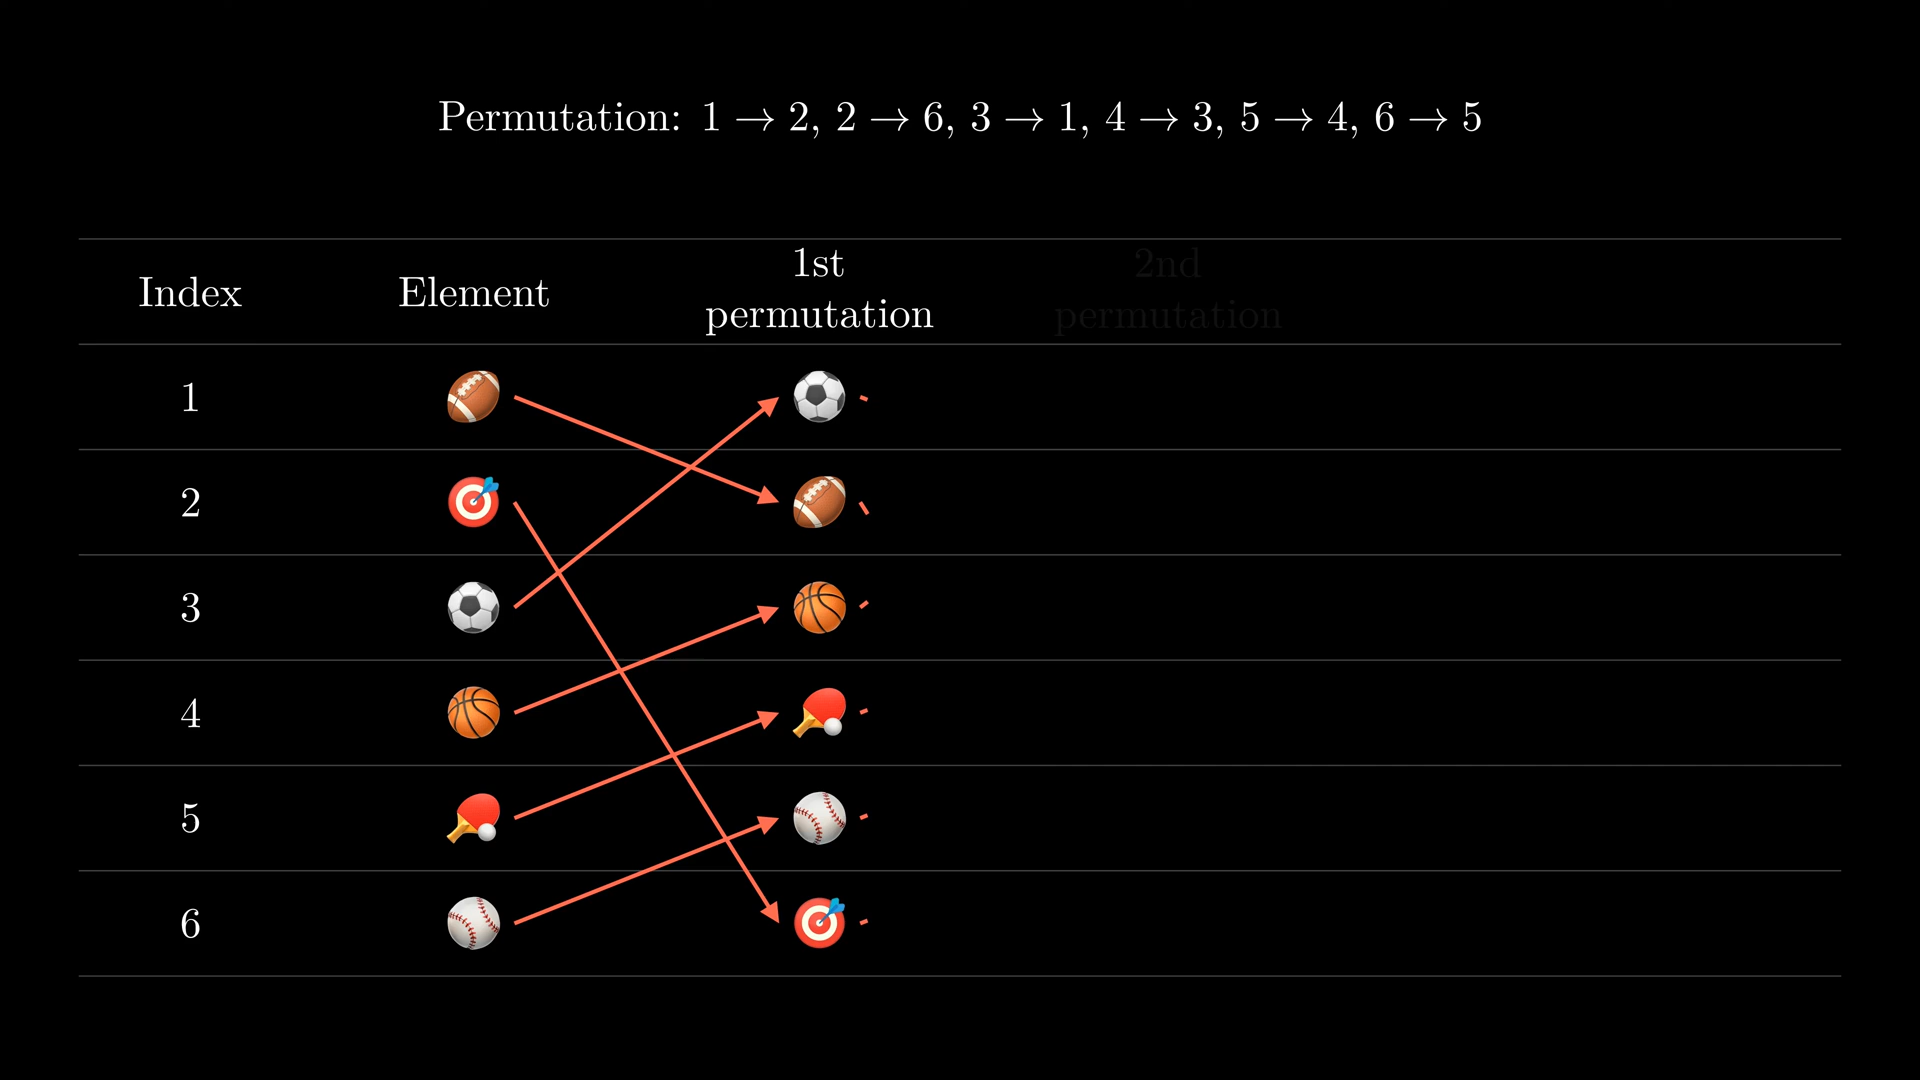 Permutation: 1 → 2, 2 → 6, 3 → 1, 4 → 3, 5 → 4, 6 → 5
Index
Element
1st
permutation
2nd
permutation
1
2
3
4
5
6